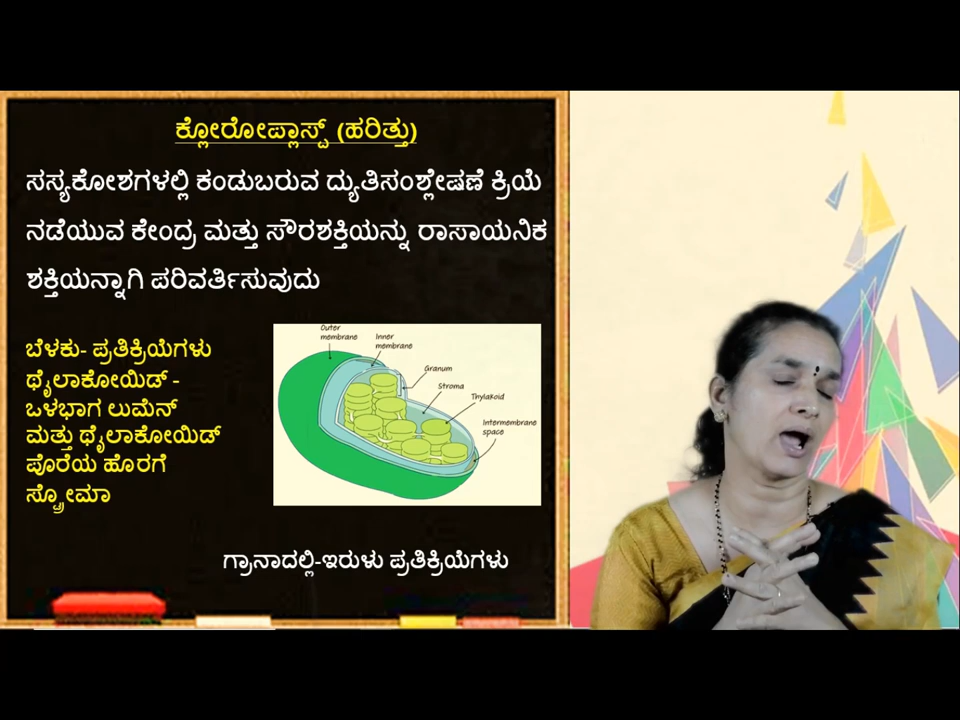 ಕ್ಲೋರೋಪ್ಲಾಸ್ಟ್ (ಹರಿತ್ತು)
ಸಸ್ಯಕೋಶಗಳಲ್ಲಿ ಕಂಡುಬರುವ ದ್ಯುತಿಸಂಶ್ಲೇಷಣೆ ಕ್ರಿಯೆ
ನಡೆಯುವ ಕೇಂದ್ರ ಮತ್ತು ಸೌರಶಕ್ತಿಯನ್ನು ರಾಸಾಯನಿಕ
ಶಕ್ತಿಯನ್ನಾಗಿ ಪರಿವರ್ತಿಸುವುದು
ಬೆಳಕು- ಪ್ರತಿಕ್ರಿಯೆಗಳು
ಥೈಲಾಕೋಯಿಡ್ -
ಒಳಭಾಗ ಲುಮೆನ್
ಮತ್ತು ಥೈಲಾಕೋಯಿಡ್
ಪೊರೆಯ ಹೊರಗೆ
ಸ್ಟ್ರೋಮಾ
Outer
membrane
Inner
membrane
Granum
Stroma
Thylakoid
Intermembrane
space
ಗ್ರಾನಾದಲ್ಲಿ-ಇರುಳು ಪ್ರತಿಕ್ರಿಯೆಗಳು